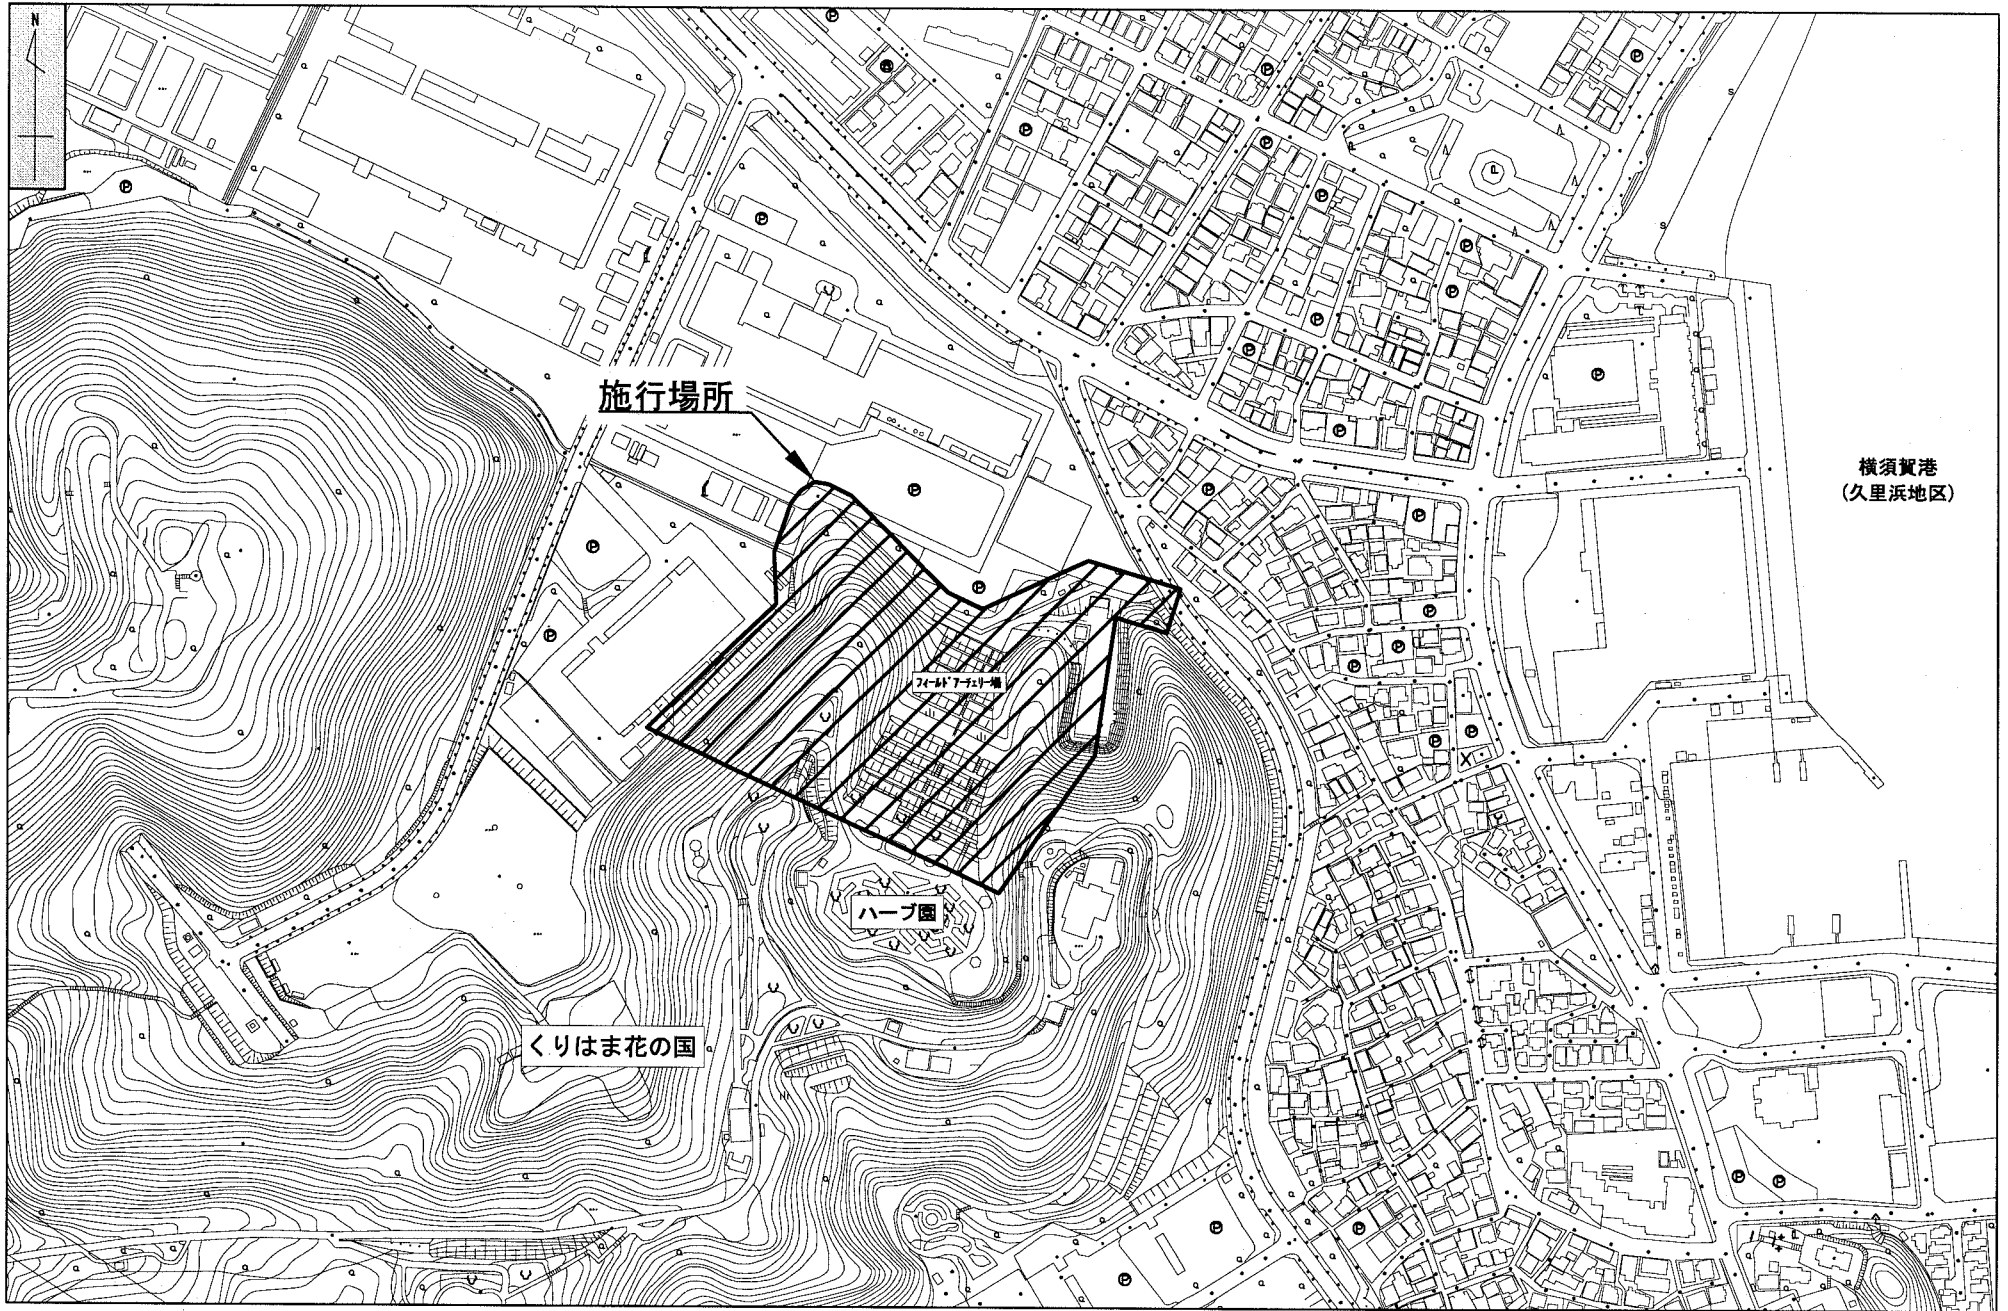 N
施行場所
横須賀港
(久里浜地区)
フィールドアーチェリー場
ハーブ園
くりはま花の国